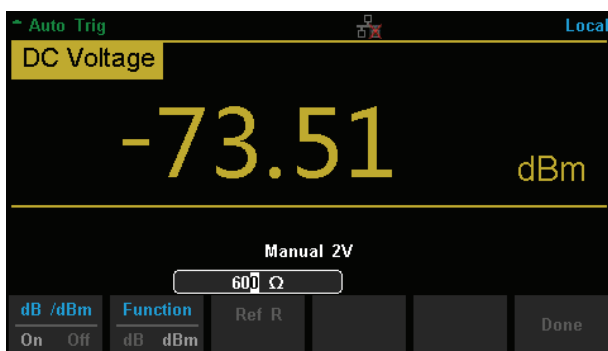 Auto Trig Local
DC Voltage
-73.51 dBm
Manual 2V
600 Ω
dB /dBm Function Ref R Done
On Off dB dBm